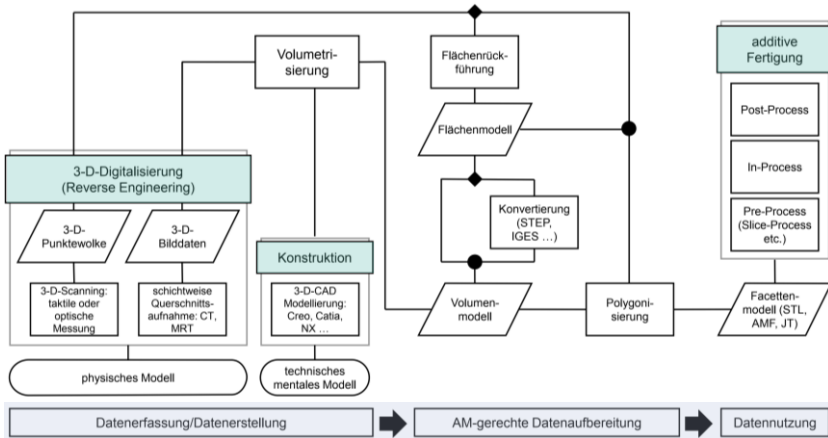 Volumetri-
sierung
Flächenrück-
führung
additive
Fertigung
Post-Process
Flächenmodell
3-D-Digitalisierung
(Reverse Engineering)
In-Process
3-D-
Punktewolke
3-D-
Bilddaten
Konvertierung
(STEP,
IGES ...)
Pre-Process
(Slice-Process
etc.)
Konstruktion
3-D-Scanning:
taktile oder
optische
Messung
schichtweise
Querschnitts-
aufnahme: CT,
MRT
3-D-CAD
Modellierung:
Creo, Catia,
NX ...
Volumen-
modell
Polygoni-
sierung
Facetten-
modell (STL,
AMF, JT)
physisches Modell
technisches
mentales Modell
Datenerfassung/Datenerstellung
AM-gerechte Datenaufbereitung
Datennutzung